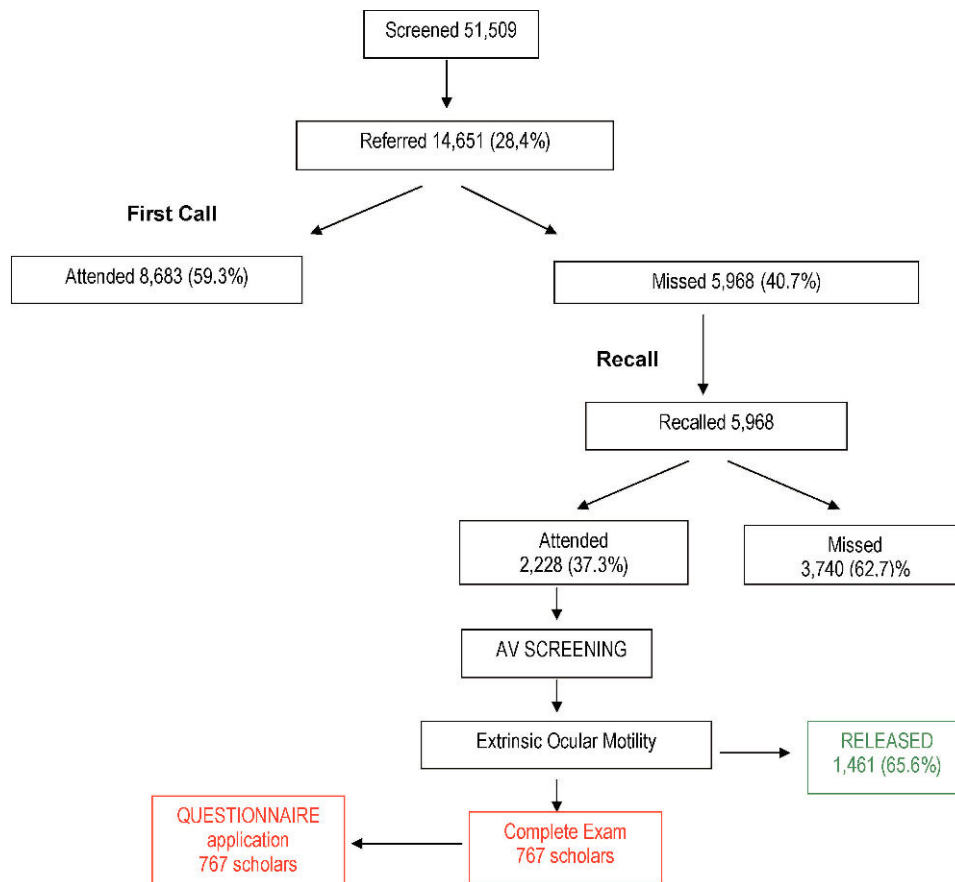 Screened 51,509
Referred 14,651 (28,4%)
First Call
Attended 8,683 (59.3%)
Missed 5,968 (40.7%)
Recall
Recalled 5,968
Attended
2,228 (37.3%)
Missed
3,740 (62.7)%
AV SCREENING
Extrinsic Ocular Motility
RELEASED
1,461 (65.6%)
QUESTIONNAIRE
application
767 scholars
Complete Exam
767 scholars